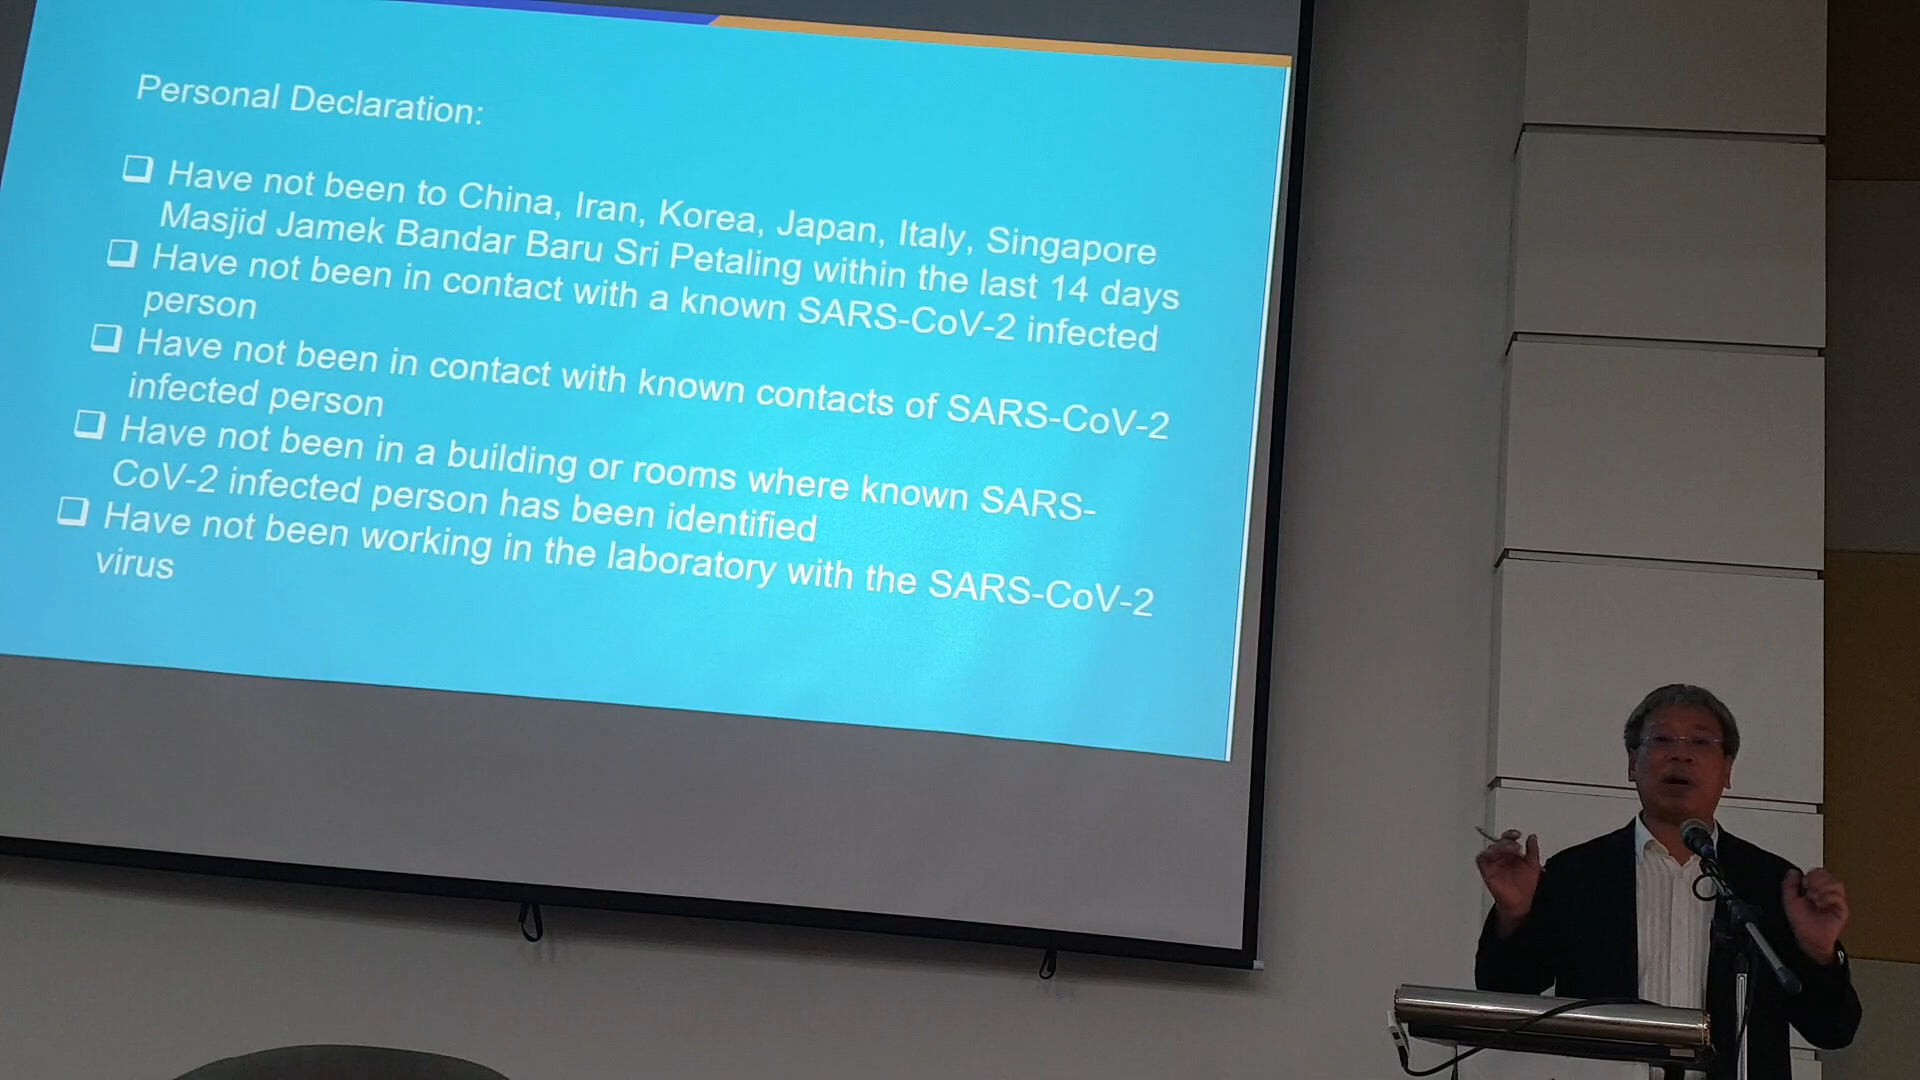 Personal Declaration:
❑ Have not been to China, Iran, Korea, Japan, Italy, Singapore
Masjid Jamek Bandar Baru Sri Petaling within the last 14 days
❑ Have not been in contact with a known SARS-CoV-2 infected
person
❑ Have not been in contact with known contacts of SARS-CoV-2
infected person
❑ Have not been in a building or rooms where known SARS-
CoV-2 infected person has been identified
❑ Have not been working in the laboratory with the SARS-CoV-2
virus